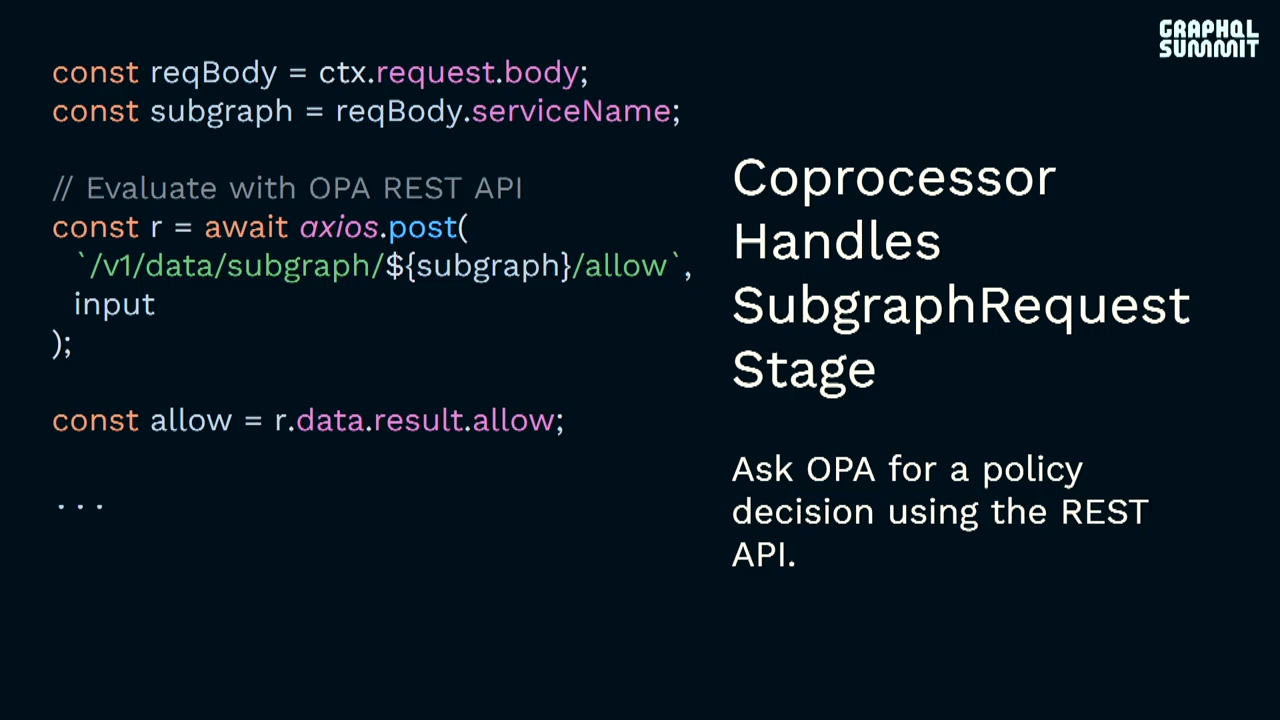 GRAPHQL
SUMMIT
const reqBody = ctx.request.body;
const subgraph = reqBody.serviceName;
// Evaluate with OPA REST API
const r = await axios.post(
`/v1/data/subgraph/${subgraph}/allow`,
input
);
const allow = r.data.result.allow;
...
Coprocessor
Handles
SubgraphRequest
Stage
Ask OPA for a policy
decision using the REST
API.